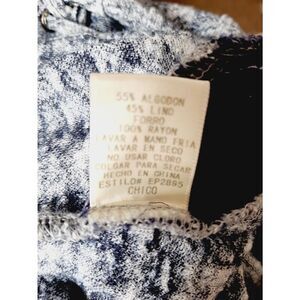 55% ALGODON
45% LINO
FORRO
100% RAYON
LAVAR A MANO FRIA
LAVAR EN SECO
NO USAR CLORO
COLGAR PARA SECAR
HECHO EN CHINA
ESTILO# EP2895
CHICO